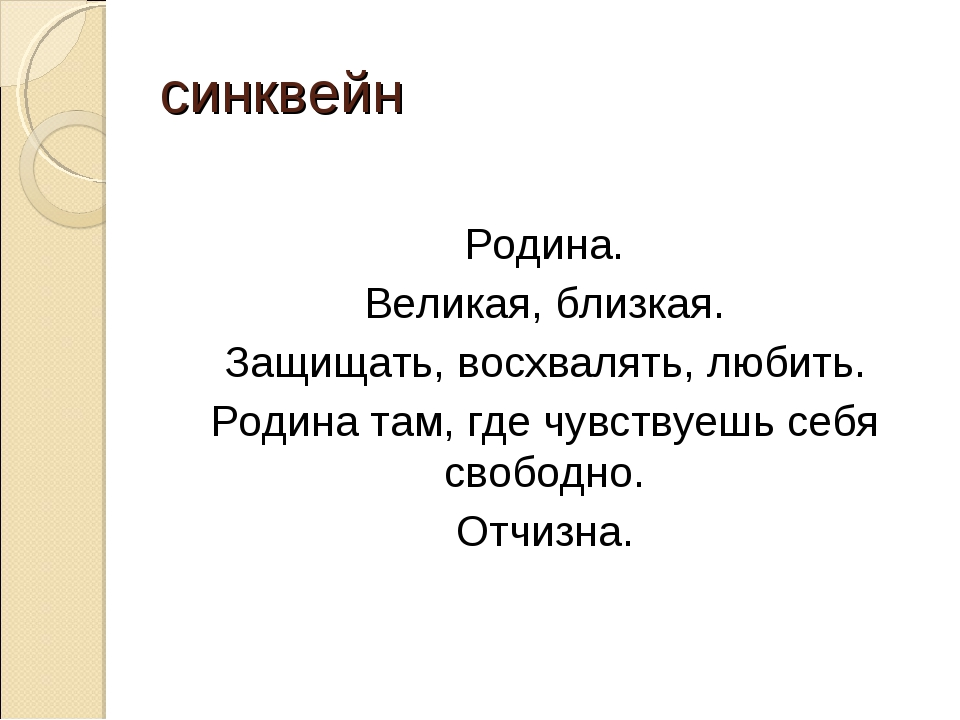 синквейн
Родина.
Великая, близкая.
Защищать, восхвалять, любить.
Родина там, где чувствуешь себя
свободно.
Отчизна.